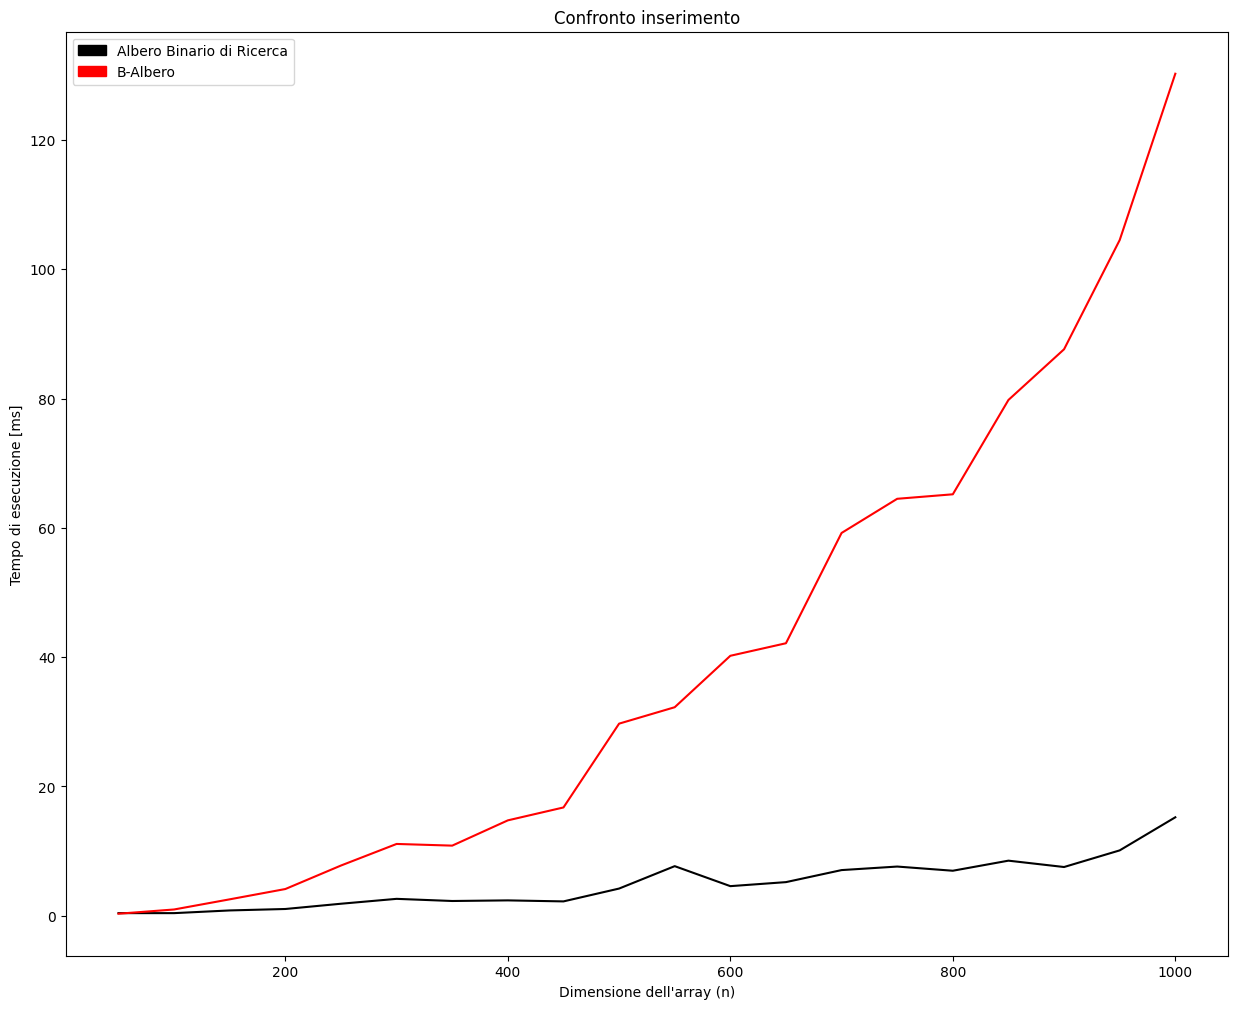 Confronto inserimento
Albero Binario di Ricerca
B-Albero
Tempo di esecuzione [ms]
120
100
80
60
40
20
0
200 400 600 800 1000
Dimensione dell'array (n)